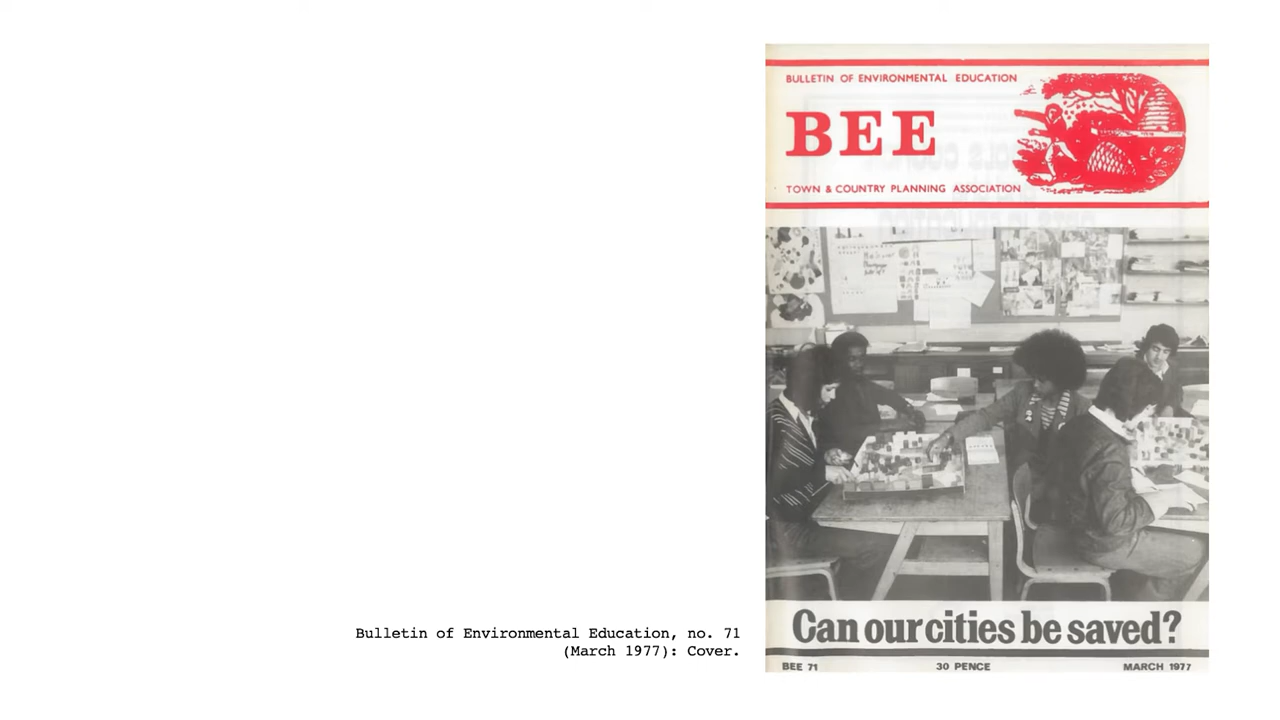 BULLETIN OF ENVIRONMENTAL EDUCATION
BEE
TOWN & COUNTRY PLANNING ASSOCIATION
Can our cities be saved?
BEE 71 30 PENCE MARCH 1977
Bulletin of Environmental Education, no. 71
(March 1977): Cover.